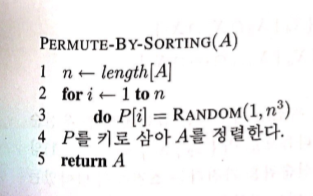 PERMUTE-BY-SORTING(A)
1 n ← length[A]
2 for i ← 1 to n
3 do P[i] = RANDOM(1, n³)
4 P를 키로 삼아 A를 정렬한다.
5 return A